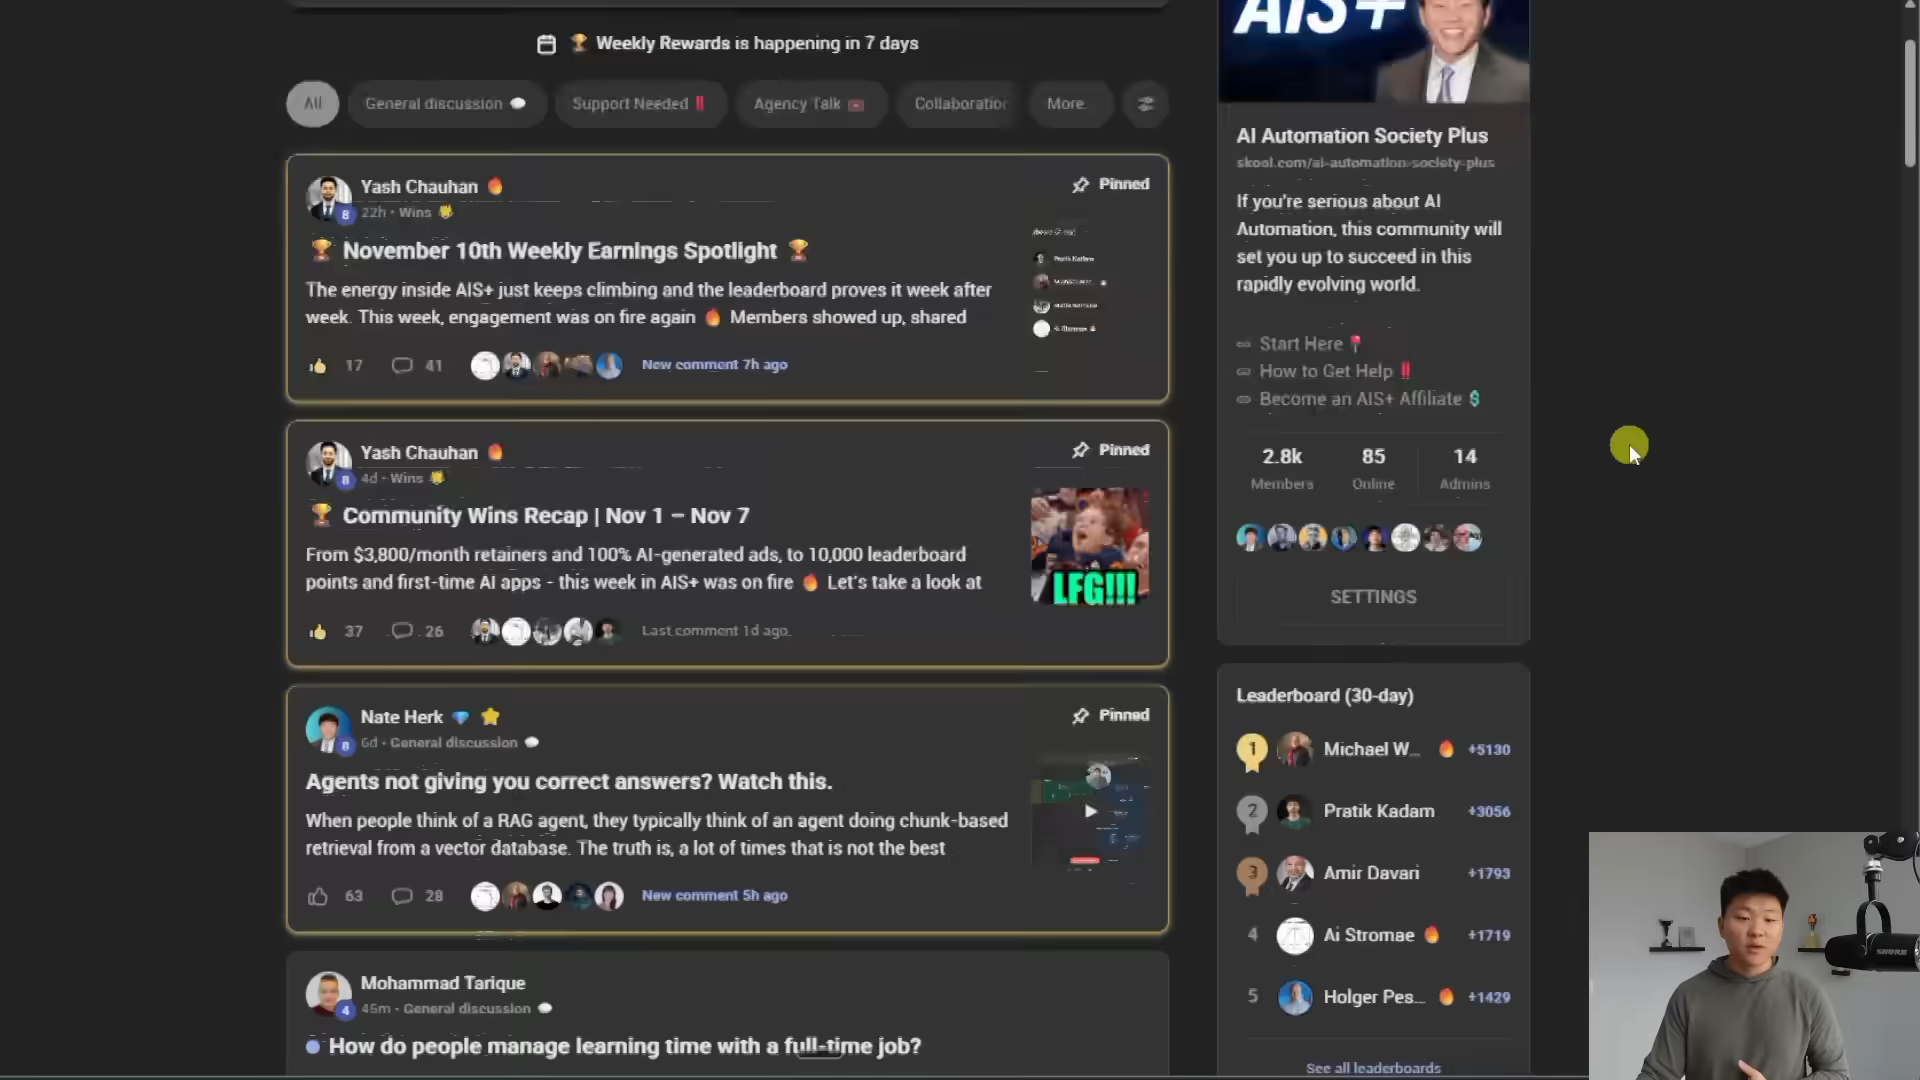 🏆 Weekly Rewards is happening in 7 days
All
General discussion 💬
Support Needed ‼️
Agency Talk
Collaboration
More
Yash Chauhan 🔥
8
22h • Wins
Pinned
🏆 November 10th Weekly Earnings Spotlight 🏆
The energy inside AIS+ just keeps climbing and the leaderboard proves it week after
week. This week, engagement was on fire again 🔥 Members showed up, shared
17
41
New comment 7h ago
Yash Chauhan 🔥
8
4d • Wins
Pinned
🏆 Community Wins Recap | Nov 1 – Nov 7
From $3,800/month retainers and 100% AI-generated ads, to 10,000 leaderboard
points and first-time AI apps - this week in AIS+ was on fire 🔥 Let's take a look at
LFG!!!
37
26
Last comment 1d ago
Nate Herk 💎 ⭐
8
6d • General discussion 💬
Pinned
Agents not giving you correct answers? Watch this.
When people think of a RAG agent, they typically think of an agent doing chunk-based
retrieval from a vector database. The truth is, a lot of times that is not the best
63
28
New comment 5h ago
Mohammad Tarique
4
45m • General discussion 💬
How do people manage learning time with a full-time job?
AIS+
AI Automation Society Plus
skool.com/ai-automation-society-plus
If you're serious about AI
Automation, this community will
set you up to succeed in this
rapidly evolving world.
Start Here 📍
How to Get Help ‼️
Become an AIS+ Affiliate 💲
2.8k
85
14
Members
Online
Admins
SETTINGS
Leaderboard (30-day)
1 Michael W... 🔥 +5130
2 Pratik Kadam +3056
3 Amir Davari +1793
4 Ai Stromae 🔥 +1719
5 Holger Pes... 🔥 +1429
See all leaderboards
SHURE